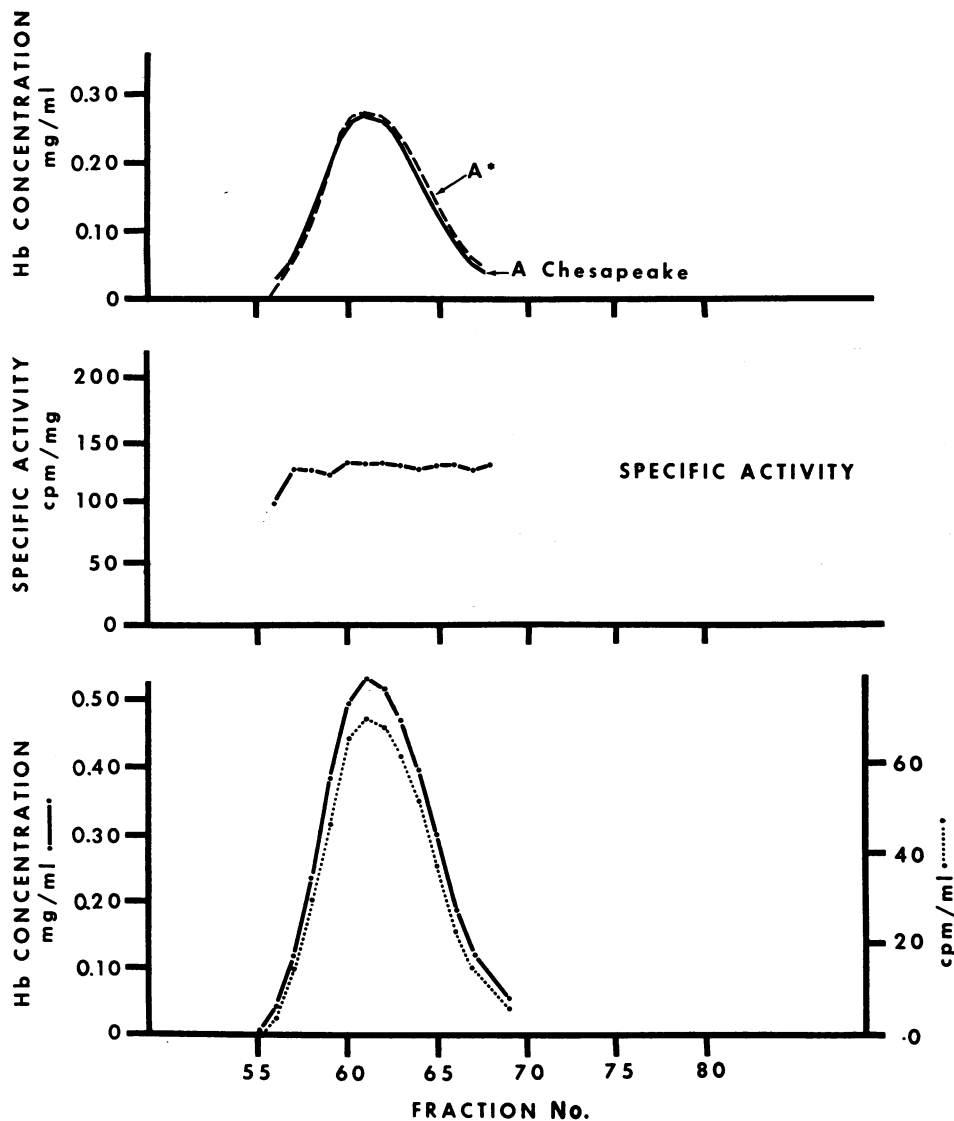 Hb CONCENTRATION
mg/ml
0.30
0.20
0.10
0
A*
A Chesapeake
SPECIFIC ACTIVITY
cpm/mg
200
150
100
50
0
SPECIFIC ACTIVITY
Hb CONCENTRATION
mg/ml
0.50
0.40
0.30
0.20
0.10
0
60
40
20
0
cpm/ml
55 60 65 70 75 80
FRACTION No.